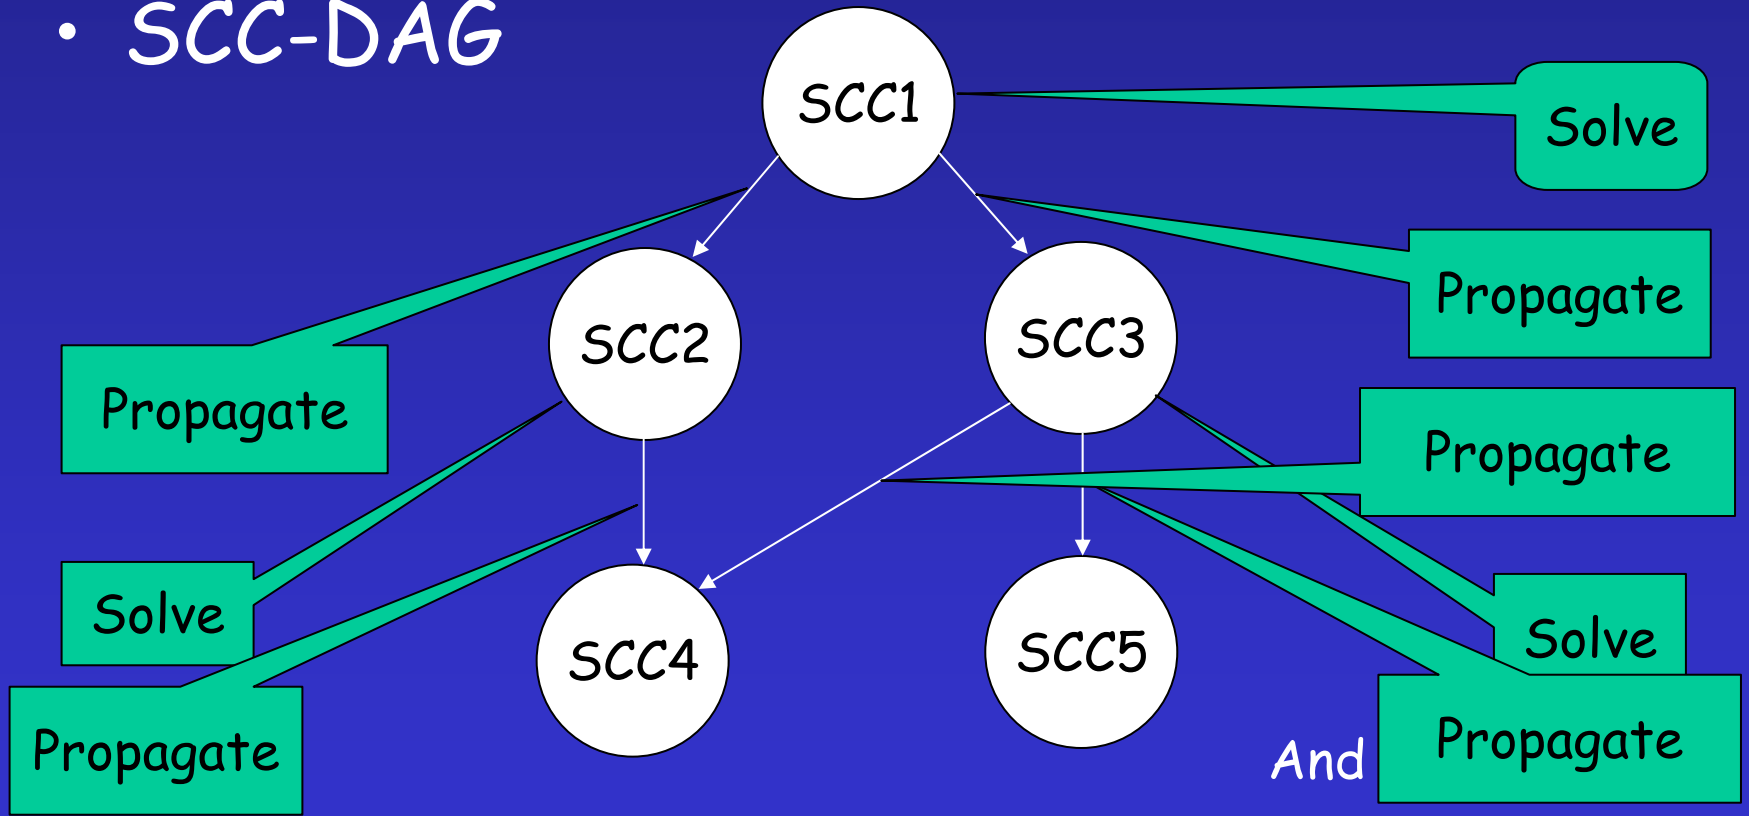 • SCC-DAG
SCC1
Solve
Propagate
SCC2
SCC3
Propagate
Propagate
Solve
SCC4
SCC5
Solve
Propagate
And
Propagate